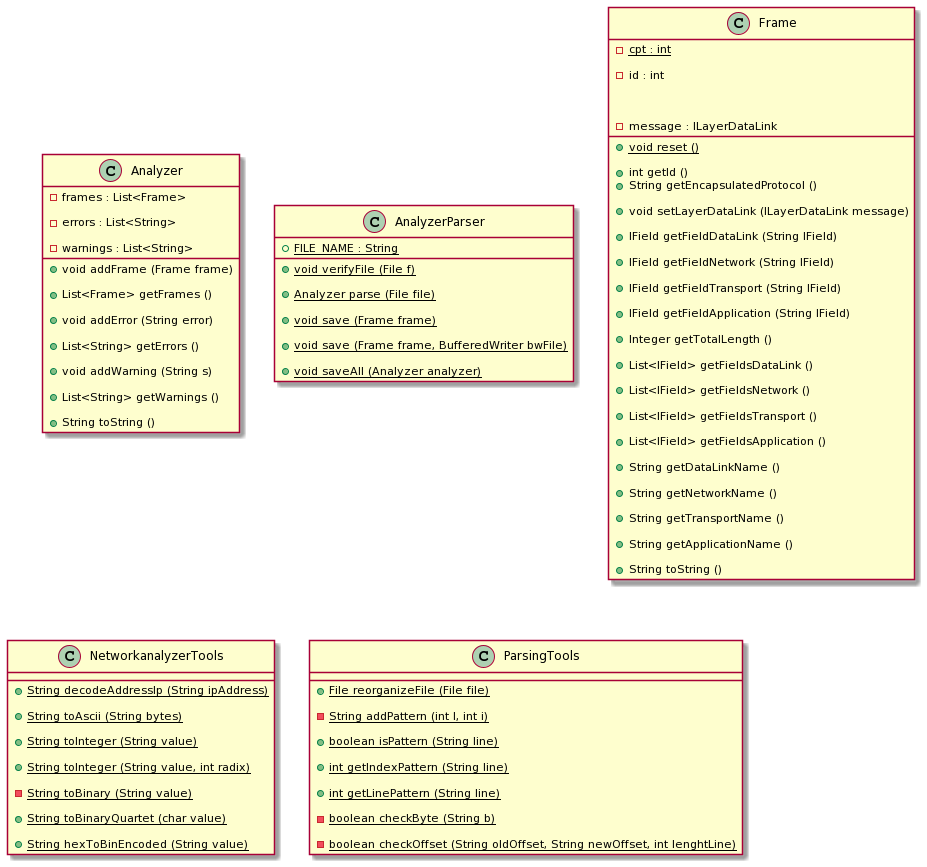 C Analyzer
frames : List<Frame>
errors : List<String>
warnings : List<String>
void addFrame (Frame frame)
List<Frame> getFrames ()
void addError (String error)
List<String> getErrors ()
void addWarning (String s)
List<String> getWarnings ()
String toString ()
C AnalyzerParser
FILE_NAME : String
void verifyFile (File f)
Analyzer parse (File file)
void save (Frame frame)
void save (Frame frame, BufferedWriter bwFile)
void saveAll (Analyzer analyzer)
C Frame
cpt : int
id : int
message : ILayerDataLink
void reset ()
int getId ()
String getEncapsulatedProtocol ()
void setLayerDataLink (ILayerDataLink message)
IField getFieldDataLink (String lField)
IField getFieldNetwork (String lField)
IField getFieldTransport (String lField)
IField getFieldApplication (String lField)
Integer getTotalLength ()
List<IField> getFieldsDataLink ()
List<IField> getFieldsNetwork ()
List<IField> getFieldsTransport ()
List<IField> getFieldsApplication ()
String getDataLinkName ()
String getNetworkName ()
String getTransportName ()
String getApplicationName ()
String toString ()
C NetworkanalyzerTools
String decodeAddressIp (String ipAddress)
String toAscii (String bytes)
String toInteger (String value)
String toInteger (String value, int radix)
String toBinary (String value)
String toBinaryQuartet (char value)
String hexToBinEncoded (String value)
C ParsingTools
File reorganizeFile (File file)
String addPattern (int l, int i)
boolean isPattern (String line)
int getIndexPattern (String line)
int getLinePattern (String line)
boolean checkByte (String b)
boolean checkOffset (String oldOffset, String newOffset, int lenghtLine)